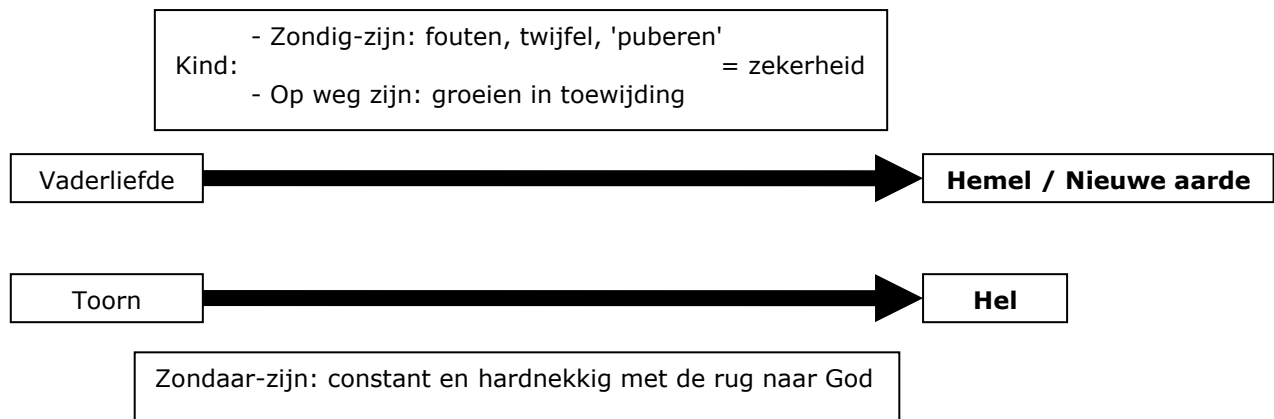 - Zondig-zijn: fouten, twijfel, 'puberen'
Kind: = zekerheid
- Op weg zijn: groeien in toewijding
Vaderliefde Hemel / Nieuwe aarde
Toorn Hel
Zondaar-zijn: constant en hardnekkig met de rug naar God